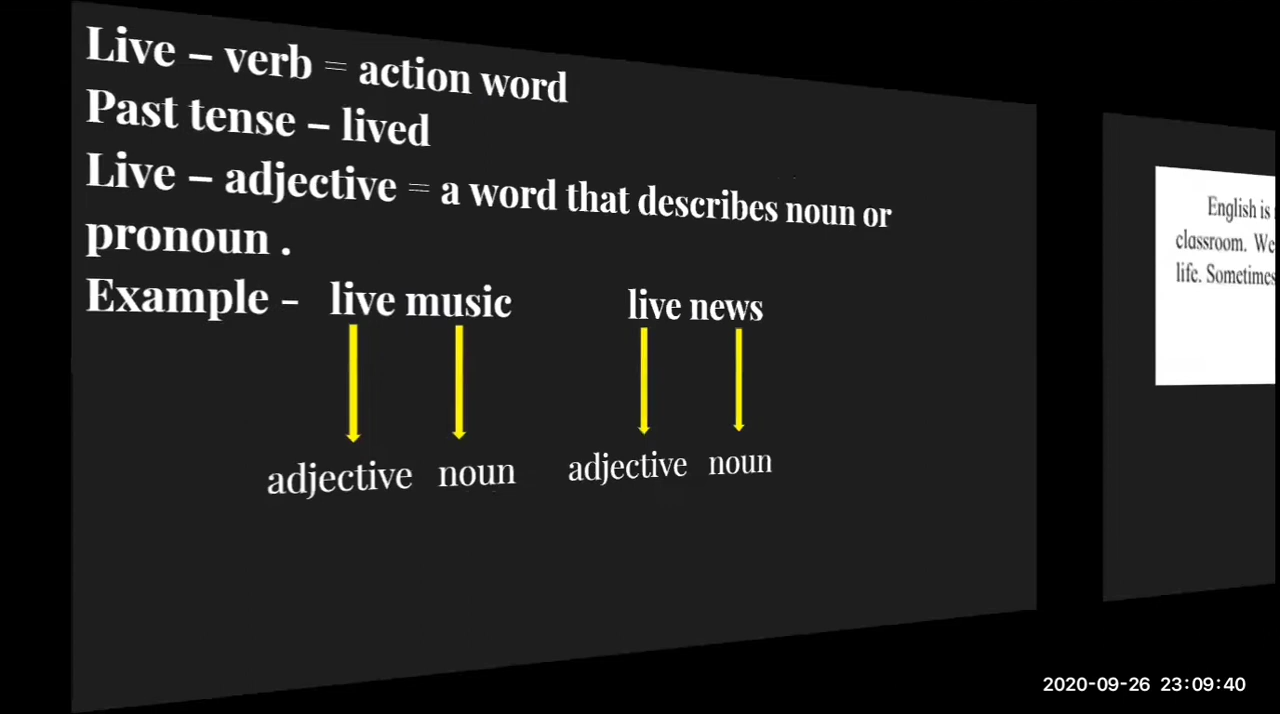 Live – verb = action word
Past tense – lived
Live – adjective = a word that describes noun or
pronoun .
Example - live music live news
adjective noun adjective noun
English is
classroom. We
life. Sometimes
2020-09-26 23:09:40